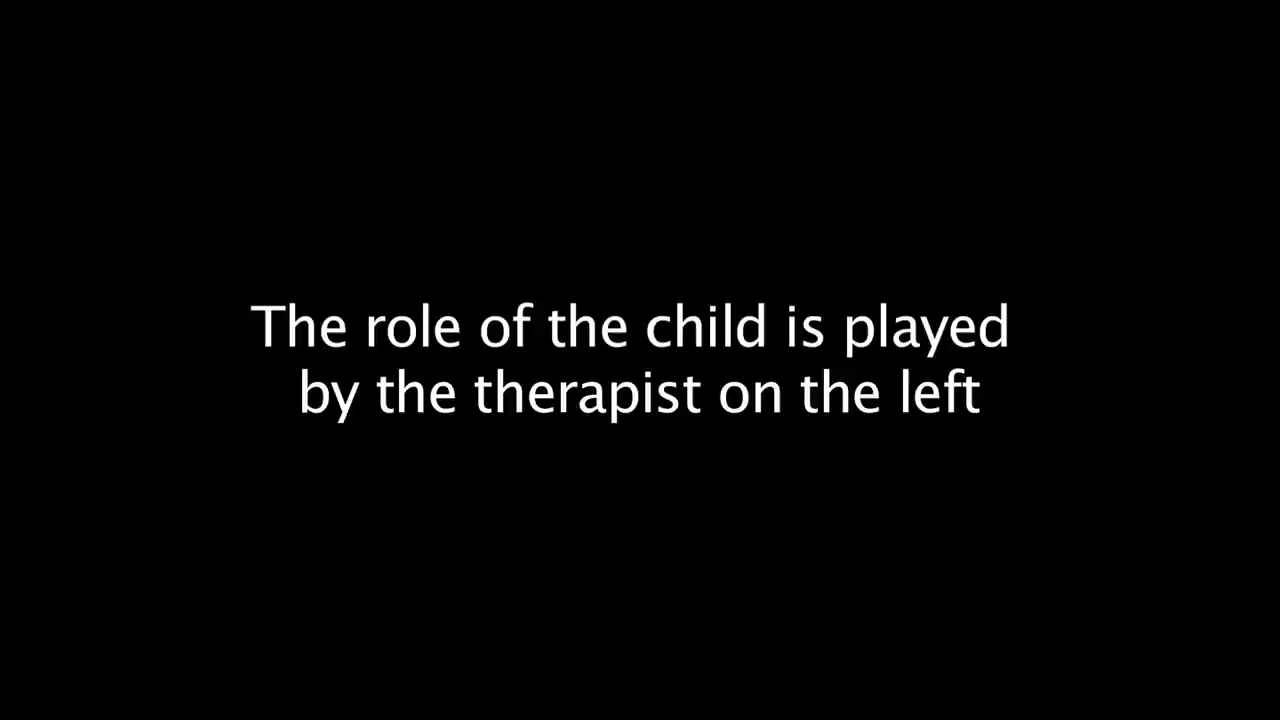 The role of the child is played
by the therapist on the left